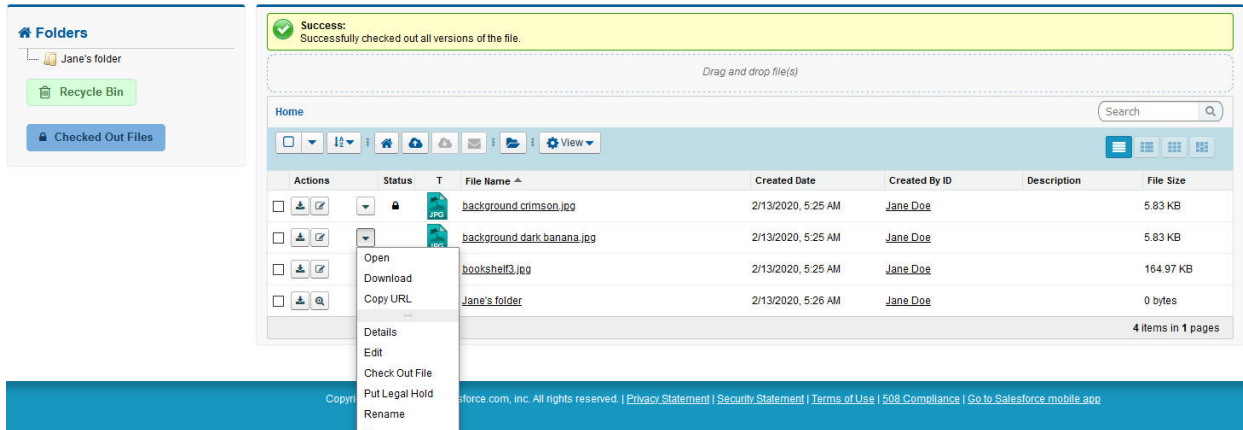 Folders
Jane's folder
Recycle Bin
Checked Out Files
Success:
Successfully checked out all versions of the file.
Drag and drop file(s)
Home
Search
View
Actions Status T File Name Created Date Created By ID Description File Size
JPG background crimson.jpg 2/13/2020, 5:25 AM Jane Doe 5.83 KB
JPG background dark banana.jpg 2/13/2020, 5:25 AM Jane Doe 5.83 KB
bookshelf3.jpg 2/13/2020, 5:25 AM Jane Doe 164.97 KB
Jane's folder 2/13/2020, 5:26 AM Jane Doe 0 bytes
4 items in 1 pages
Open
Download
Copy URL
Details
Edit
Check Out File
Put Legal Hold
Rename
sforce.com, inc. All rights reserved. | Privacy Statement | Security Statement | Terms of Use | 508 Compliance | Go to Salesforce mobile app